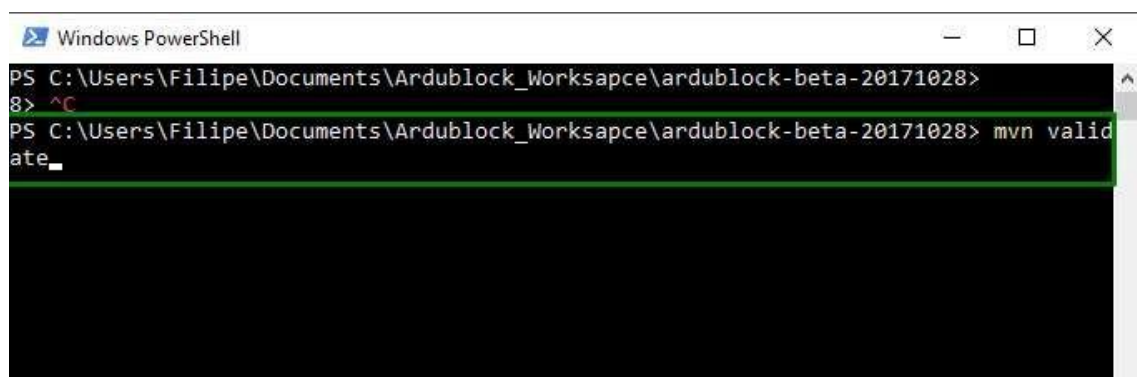 Windows PowerShell
PS C:\Users\Filipe\Documents\Ardublock_Worksapce\ardublock-beta-20171028>
8> ^C
PS C:\Users\Filipe\Documents\Ardublock_Worksapce\ardublock-beta-20171028> mvn valid
ate